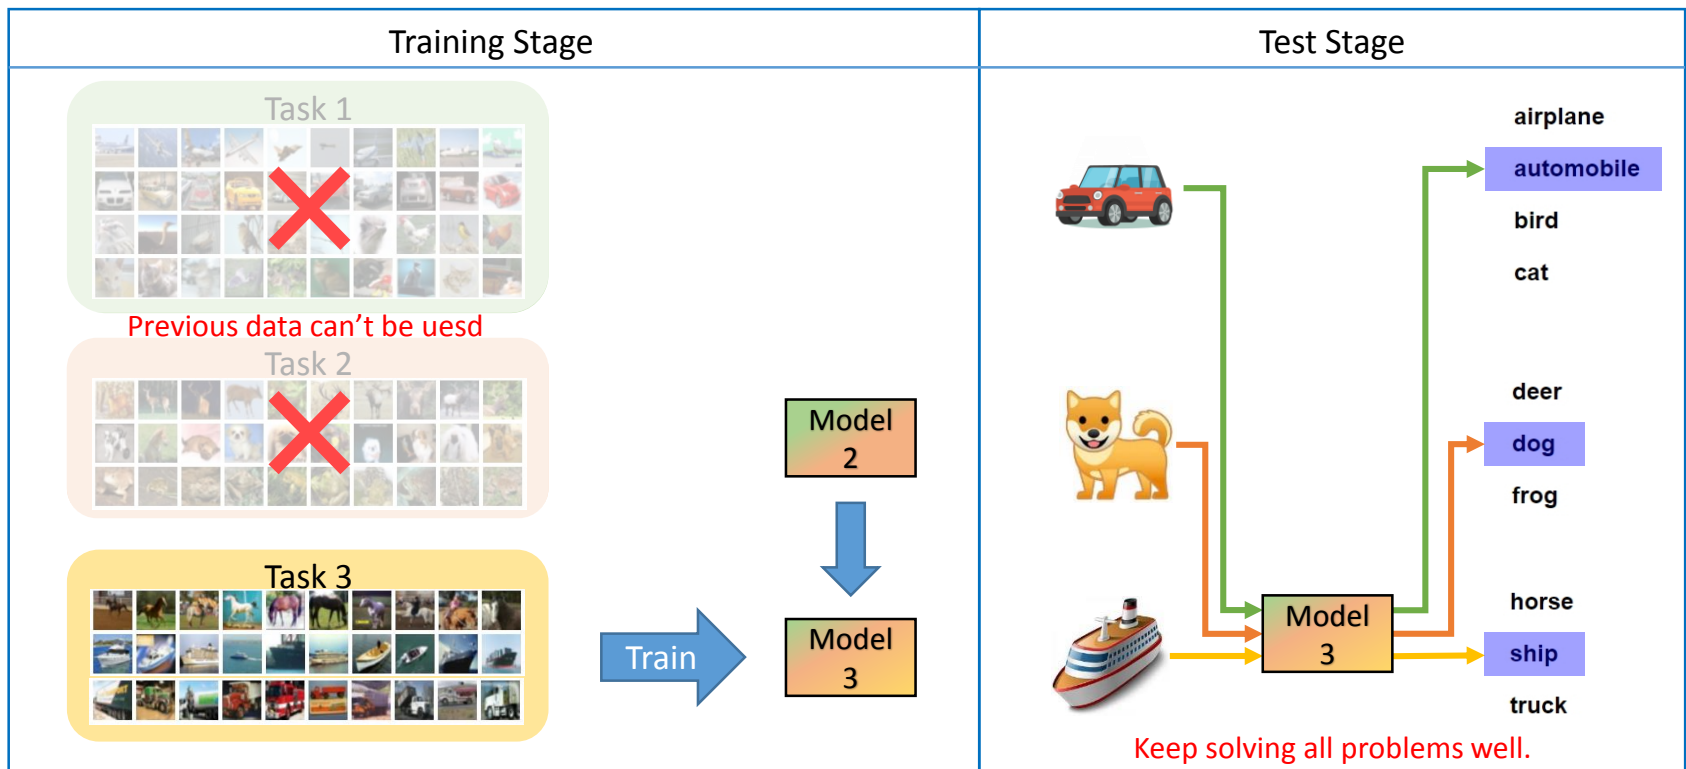 Training Stage
Test Stage
Task 1
Previous data can't be uesd
Task 2
Task 3
Train
Model
2
Model
3
Model
3
airplane
automobile
bird
cat
deer
dog
frog
horse
ship
truck
Keep solving all problems well.